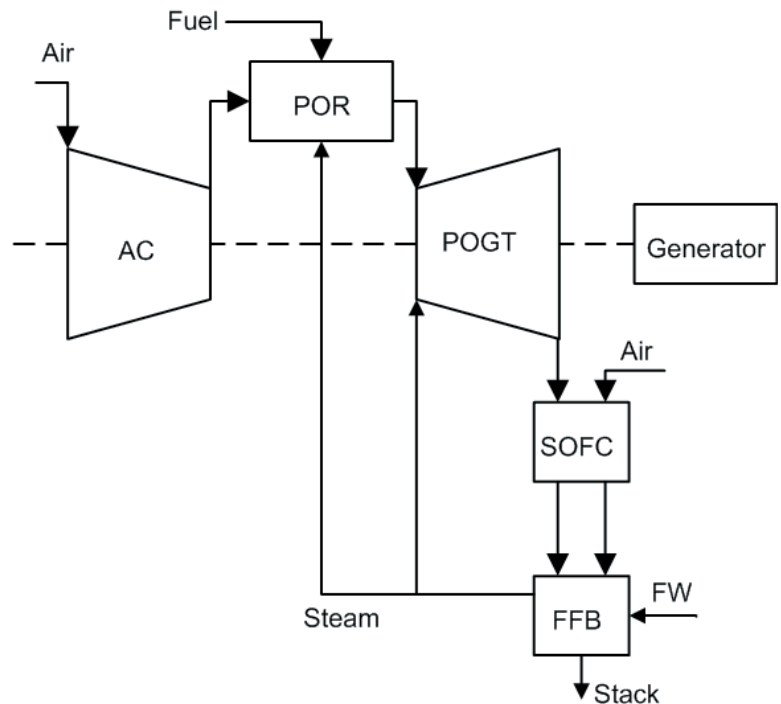 Fuel
Air
POR
AC
POGT
Generator
Air
SOFC
FW
Steam
FFB
Stack